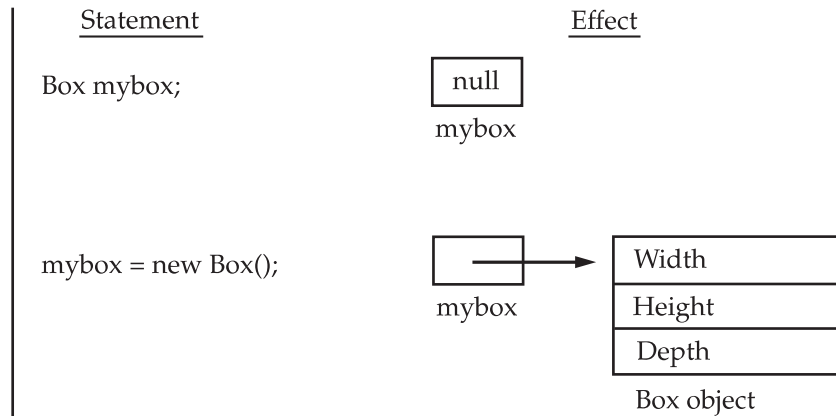 Statement Effect
Box mybox; null
mybox
mybox = new Box(); Width
mybox Height
Depth
Box object